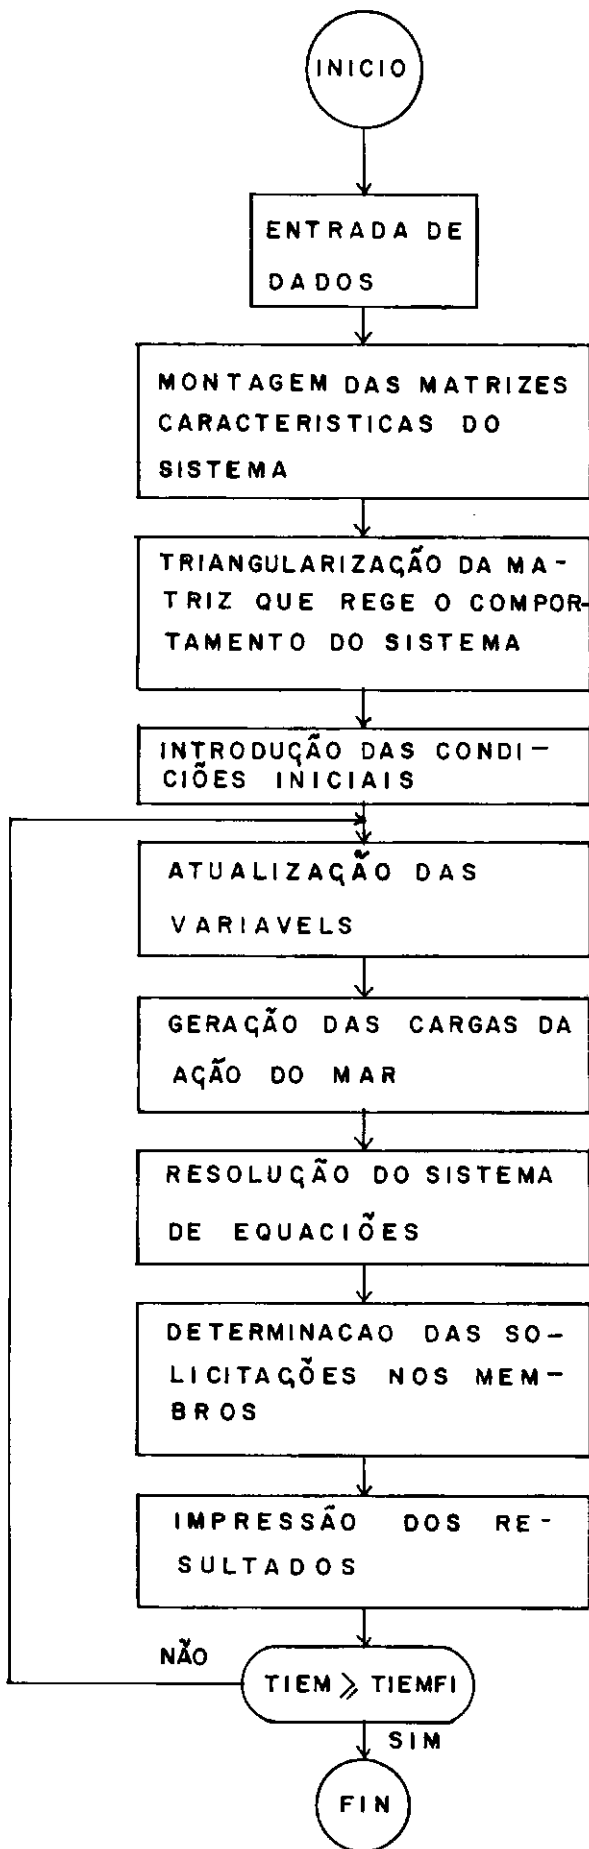 INICIO
ENTRADA DE
DADOS
MONTAGEM DAS MATRIZES
CARACTERISTICAS DO
SISTEMA
TRIANGULARIZAÇÃO DA MA-
TRIZ QUE REGE O COMPOR-
TAMENTO DO SISTEMA
INTRODUÇÃO DAS CONDI-
CIÕES INICIAIS
ATUALIZAÇÃO DAS
VARIAVELS
GERAÇÃO DAS CARGAS DA
AÇÃO DO MAR
RESOLUÇÃO DO SISTEMA
DE EQUACIÕES
DETERMINACAO DAS SO-
LICITAÇÕES NOS MEM-
BROS
IMPRESSÃO DOS RE-
SULTADOS
NÃO
TIEM ⩾ TIEMFI
SIM
FIN